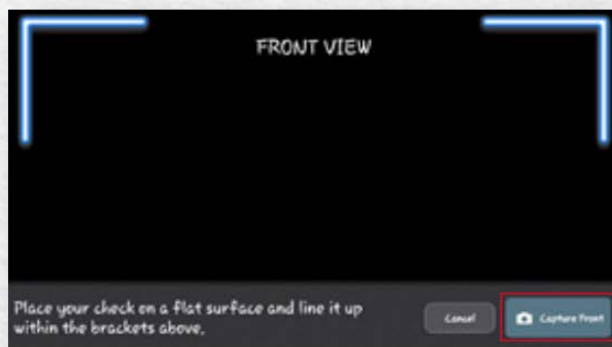 FRONT VIEW
Place your check on a flat surface and line it up
within the brackets above.
Cancel
Capture Front